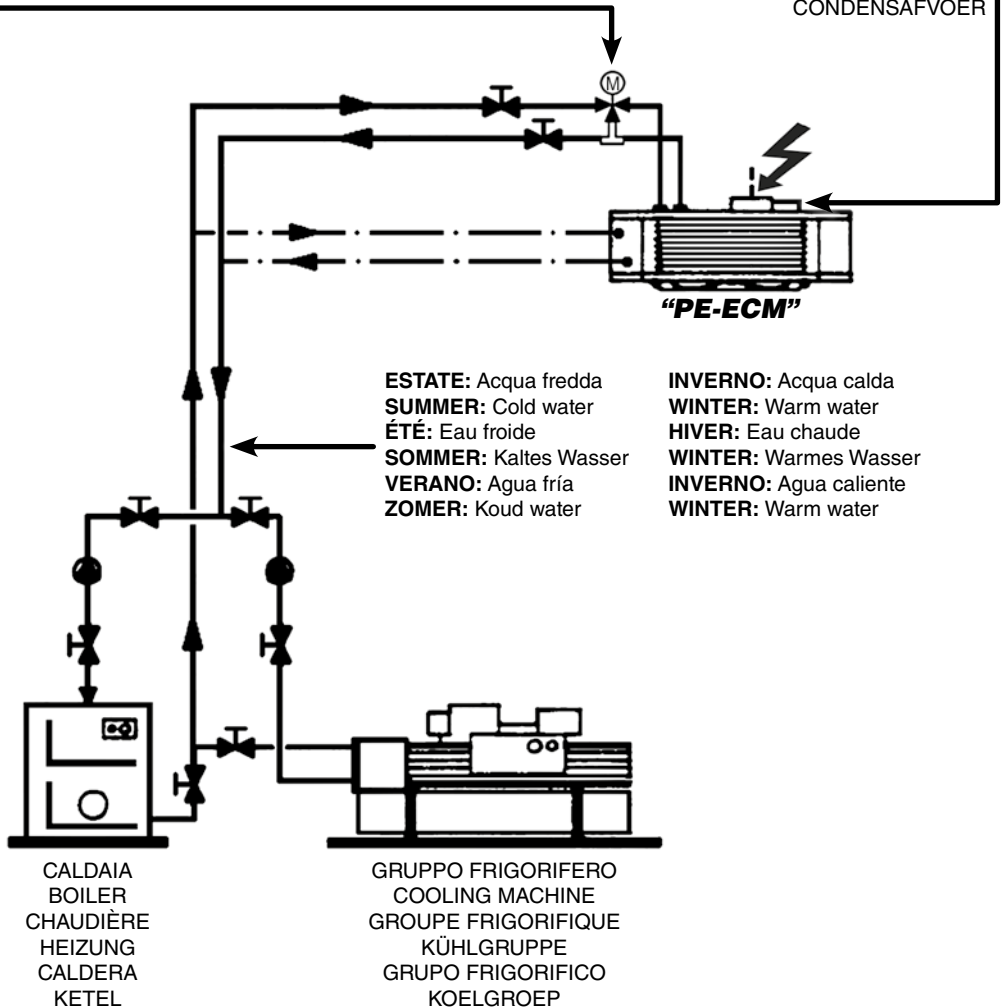 CONDENSAFVOER
M
“PE-ECM”
ESTATE: Acqua fredda
SUMMER: Cold water
ÉTÉ: Eau froide
SOMMER: Kaltes Wasser
VERANO: Agua fría
ZOMER: Koud water
INVERNO: Acqua calda
WINTER: Warm water
HIVER: Eau chaude
WINTER: Warmes Wasser
INVERNO: Agua caliente
WINTER: Warm water
CALDAIA
BOILER
CHAUDIÈRE
HEIZUNG
CALDERA
KETEL
GRUPPO FRIGORIFERO
COOLING MACHINE
GROUPE FRIGORIFIQUE
KÜHLGRUPPE
GRUPO FRIGORIFICO
KOELGROEP